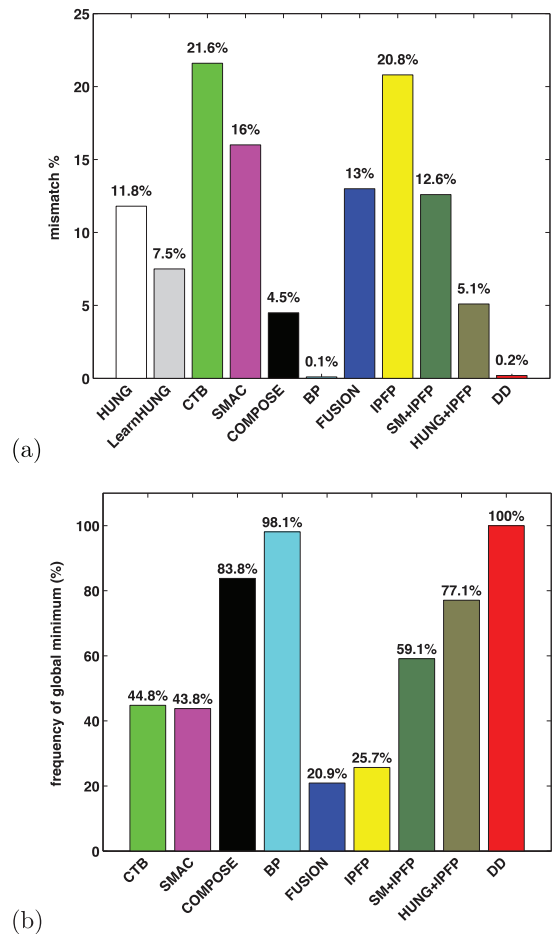 25
20
15
10
5
0
mismatch %
11.8%
7.5%
21.6%
16%
4.5%
0.1%
13%
20.8%
12.6%
5.1%
0.2%
HUNG
LearnHUNG
CTB
SMAC
COMPOSE
BP
FUSION
IPFP
SM+IPFP
HUNG+IPFP
DD
(a)
100
80
60
40
20
0
frequency of global minimum (%)
44.8%
43.8%
83.8%
98.1%
20.9%
25.7%
59.1%
77.1%
100%
CTB
SMAC
COMPOSE
BP
FUSION
IPFP
SM+IPFP
HUNG+IPFP
DD
(b)